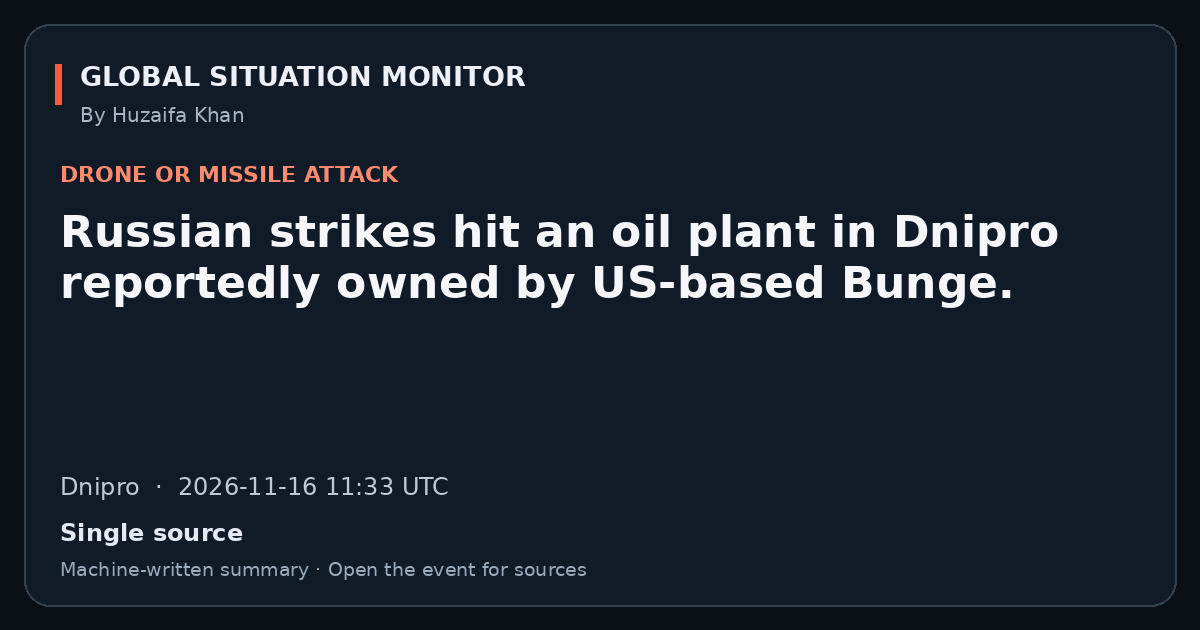 GLOBAL SITUATION MONITOR
By Huzaifa Khan
DRONE OR MISSILE ATTACK
Russian strikes hit an oil plant in Dnipro
reportedly owned by US-based Bunge.
Dnipro · 2026-11-16 11:33 UTC
Single source
Machine-written summary · Open the event for sources